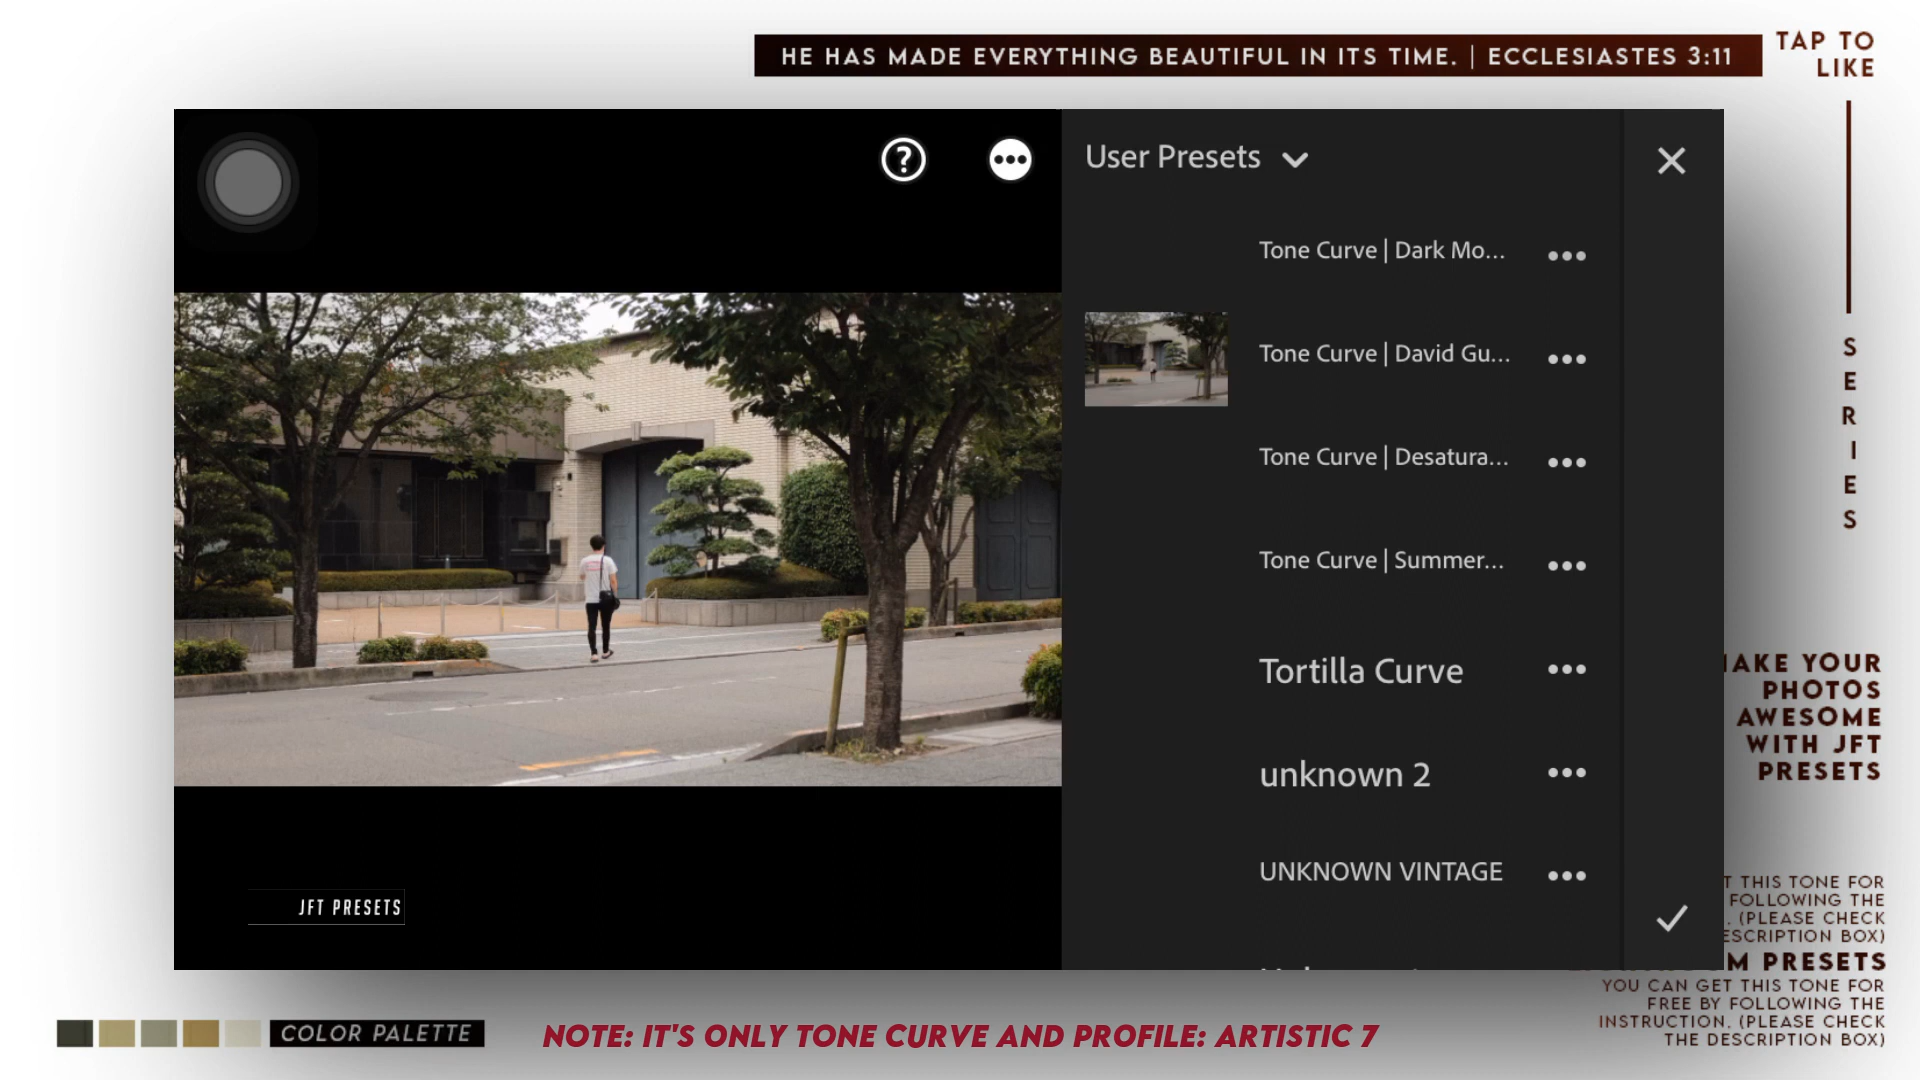 HE HAS MADE EVERYTHING BEAUTIFUL IN ITS TIME. | ECCLESIASTES 3:11
TAP TO
LIKE
User Presets
Tone Curve | Dark Mo...
Tone Curve | David Gu...
Tone Curve | Desatura...
Tone Curve | Summer...
Tortilla Curve
unknown 2
UNKNOWN VINTAGE
JFT PRESETS
SERIES
AKE YOUR
PHOTOS
AWESOME
WITH JFT
PRESETS
T THIS TONE FOR
FOLLOWING THE
. (PLEASE CHECK
ESCRIPTION BOX)
M PRESETS
YOU CAN GET THIS TONE FOR
FREE BY FOLLOWING THE
INSTRUCTION. (PLEASE CHECK
THE DESCRIPTION BOX)
COLOR PALETTE
NOTE: IT'S ONLY TONE CURVE AND PROFILE: ARTISTIC 7